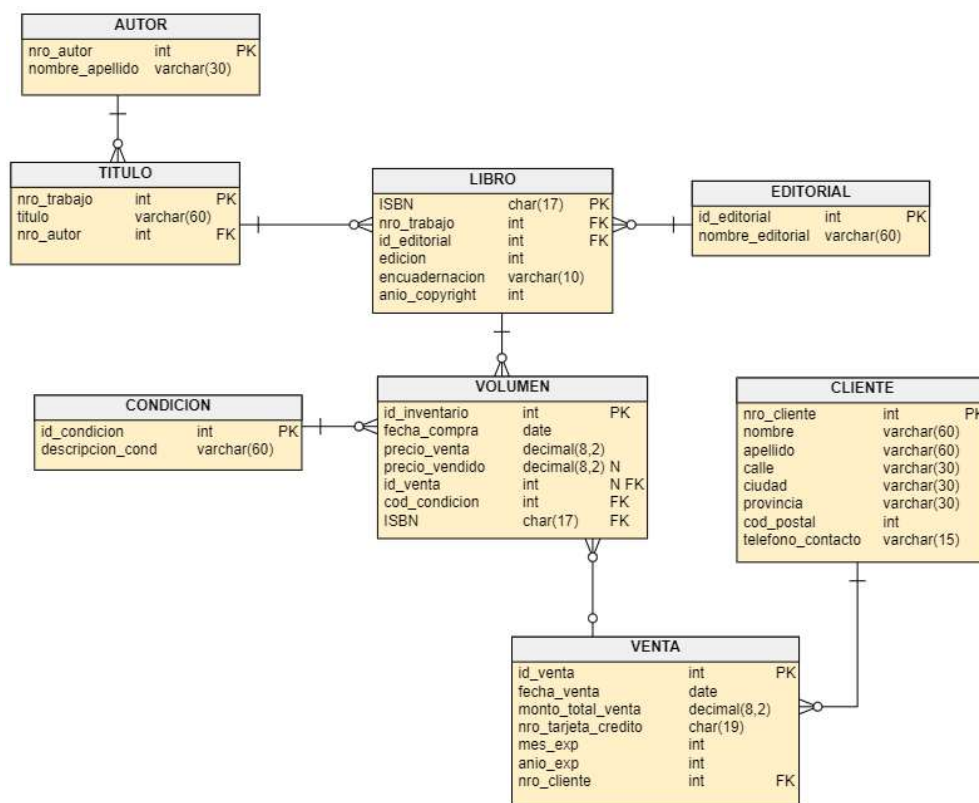 AUTOR
nro_autor int PK
nombre_apellido varchar(30)
TITULO
nro_trabajo int PK
titulo varchar(60)
nro_autor int FK
LIBRO
ISBN char(17) PK
nro_trabajo int FK
id_editorial int FK
edicion int
encuadernacion varchar(10)
anio_copyright int
EDITORIAL
id_editorial int PK
nombre_editorial varchar(60)
CONDICION
id_condicion int PK
descripcion_cond varchar(60)
VOLUMEN
id_inventario int PK
fecha_compra date
precio_venta decimal(8,2)
precio_vendido decimal(8,2) N
id_venta int N FK
cod_condicion int FK
ISBN char(17) FK
CLIENTE
nro_cliente int PK
nombre varchar(60)
apellido varchar(60)
calle varchar(30)
ciudad varchar(30)
provincia varchar(30)
cod_postal int
telefono_contacto varchar(15)
VENTA
id_venta int PK
fecha_venta date
monto_total_venta decimal(8,2)
nro_tarjeta_credito char(19)
mes_exp int
anio_exp int
nro_cliente int FK